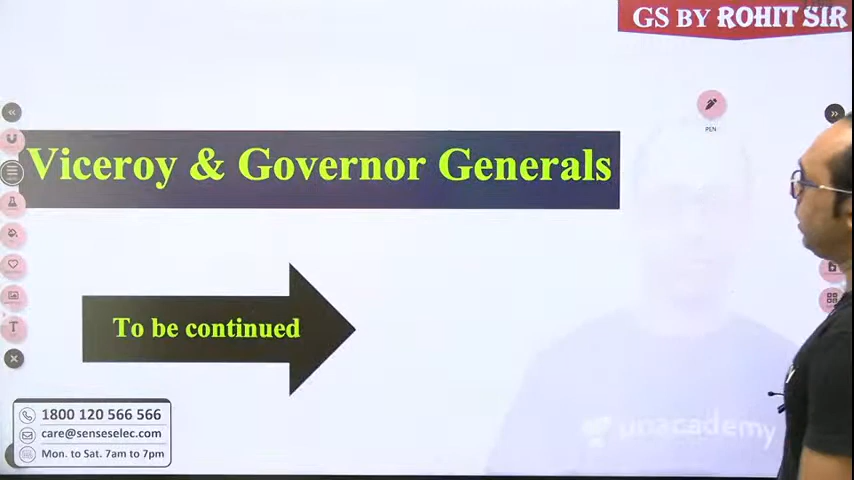 GS BY ROHIT SIR
PEN
Viceroy & Governor Generals
To be continued
T
1800 120 566 566
care@senseselec.com
Mon. to Sat. 7am to 7pm
unacademy